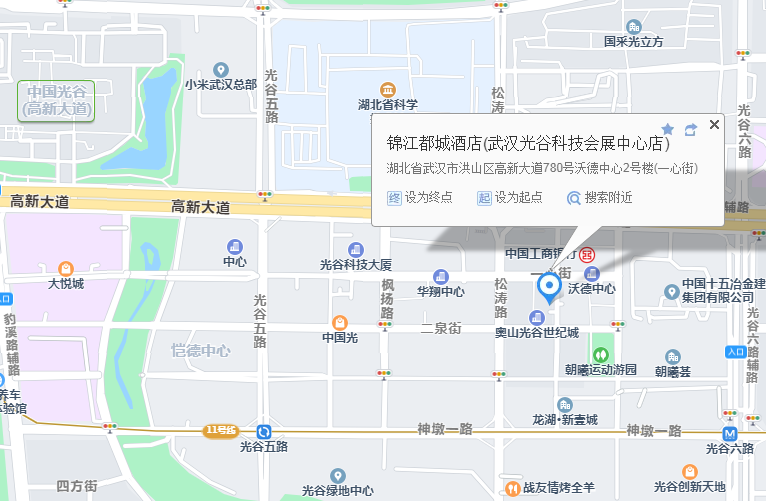 国采光立方
小米武汉总部
光谷五路
中国光谷
(高新大道)
湖北省科学
松涛
光谷六路
锦江都城酒店(武汉光谷科技会展中心店)
湖北省武汉市洪山区高新大道780号沃德中心2号楼(一心街)
终 设为终点
起 设为起点
搜索附近
高新大道
高新大道
辅路
中心
光谷科技大厦
中国工商银行
一心街
大悦城
华翔中心
枫扬路
松涛路
沃德中心
中国十五冶金建
集团有限公司
入口
光谷五路
豹溪路辅路
中国光
二泉街
奥山光谷世纪城
光谷六路辅路
恺德中心
入口
朝曦运动游园
朝曦荟
养车
体验馆
龙湖·新壹城
11号线
光谷五路
神墩一路
神墩一路
光谷六路
四方街
光谷绿地中心
战友情烤全羊
光谷创新天地